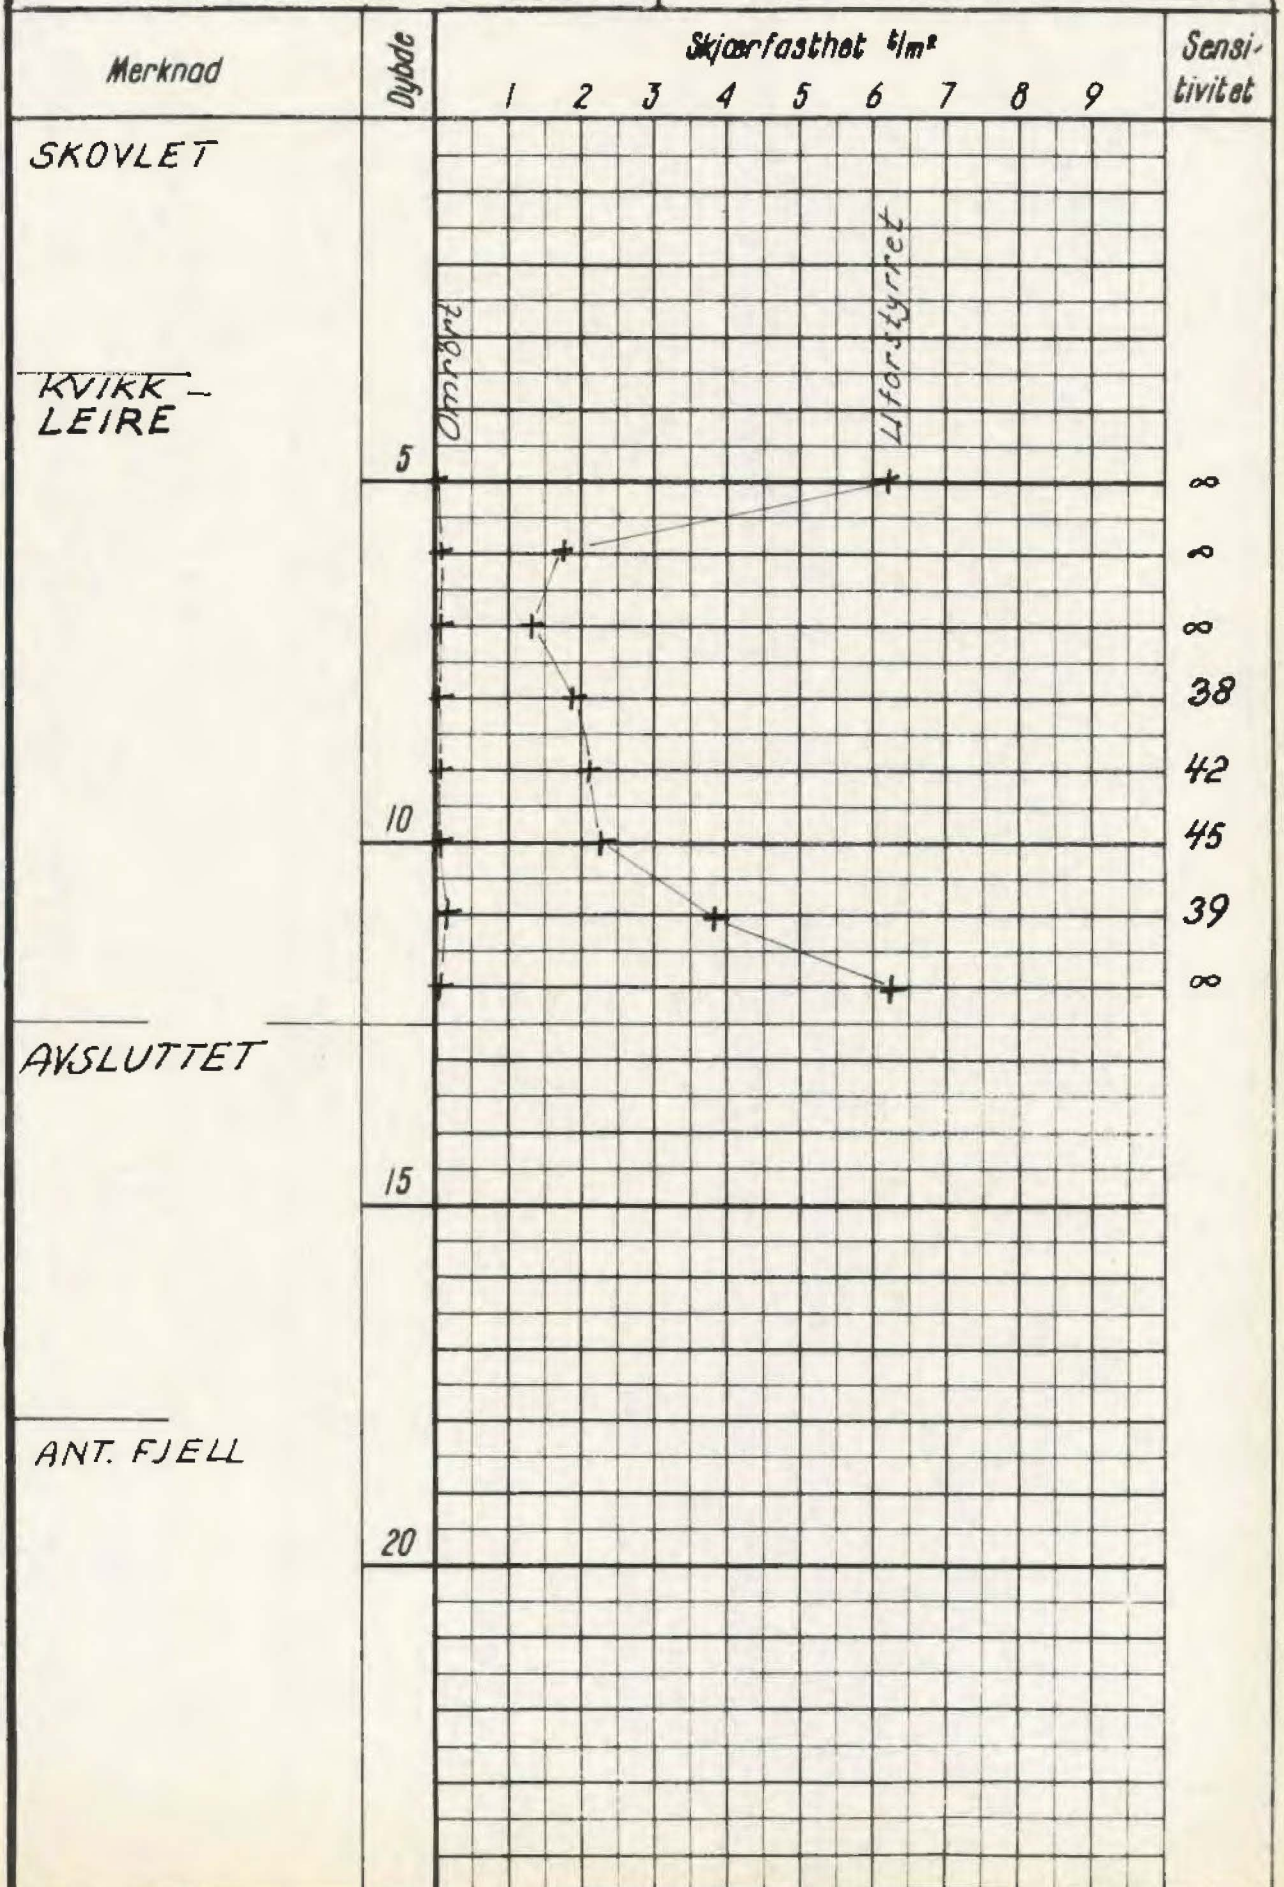 Merknad
Dybde
Skjærfasthet t/m²
1 2 3 4 5 6 7 8 9
Sensi-
tivitet
SKOVLET
Uforstyrret
Omrørt
KVIKK-
LEIRE
5
∞
∞
∞
38
42
10
45
39
∞
AVSLUTTET
15
ANT. FJELL
20